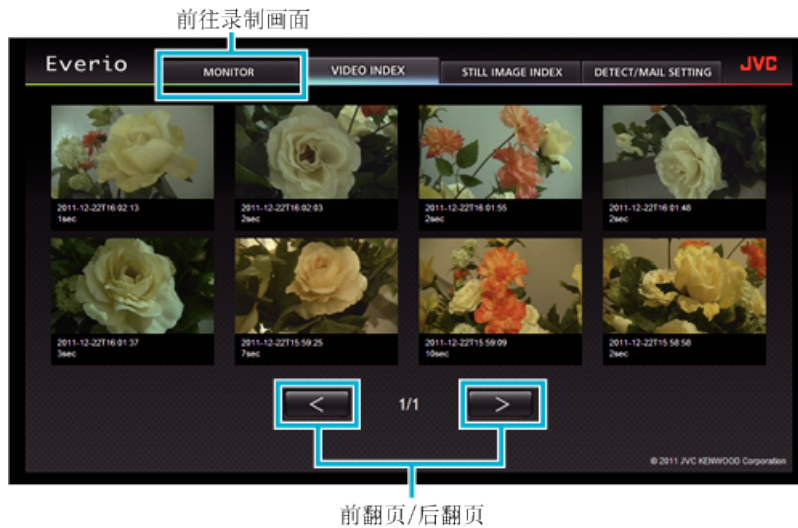 前往录制画面
Everio MONITOR VIDEO INDEX STILL IMAGE INDEX DETECT/MAIL SETTING JVC
2011-12-22T16:02:13 2011-12-22T16:02:03 2011-12-22T16:01:55 2011-12-22T16:01:48
1sec 2sec 2sec 2sec
2011-12-22T16:01:37 2011-12-22T15:59:25 2011-12-22T15:59:09 2011-12-22T15:58:58
3sec 7sec 10sec 2sec
< 1/1 >
© 2011 JVC KENWOOD Corporation
前翻页/后翻页